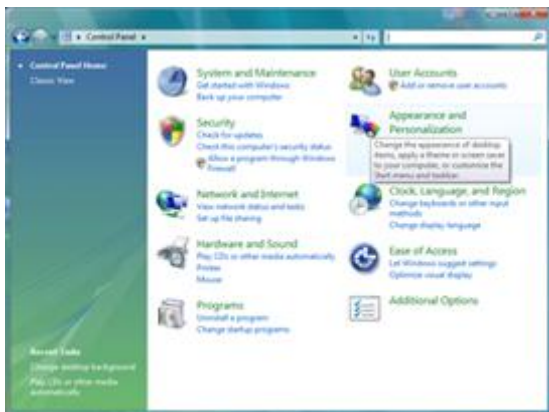 Control Panel
Control Panel Home
Classic View
System and Maintenance
Get started with Windows
Back up your computer
Security
Check for updates
Check this computer's security status
Allow a program through Windows
Firewall
Network and Internet
View network status and tasks
Set up file sharing
Hardware and Sound
Play CDs or other media automatically
Printer
Mouse
Programs
Uninstall a program
Change startup programs
User Accounts
Add or remove user accounts
Appearance and
Personalization
Change the appearance of desktop
items, apply a theme or screen saver
to your computer, or customize the
Start menu and taskbar.
Clock, Language, and Region
Change keyboards or other input
methods
Change display language
Ease of Access
Let Windows suggest settings
Optimize visual display
Additional Options
Recent Tasks
Change desktop background
Play CDs or other media
automatically